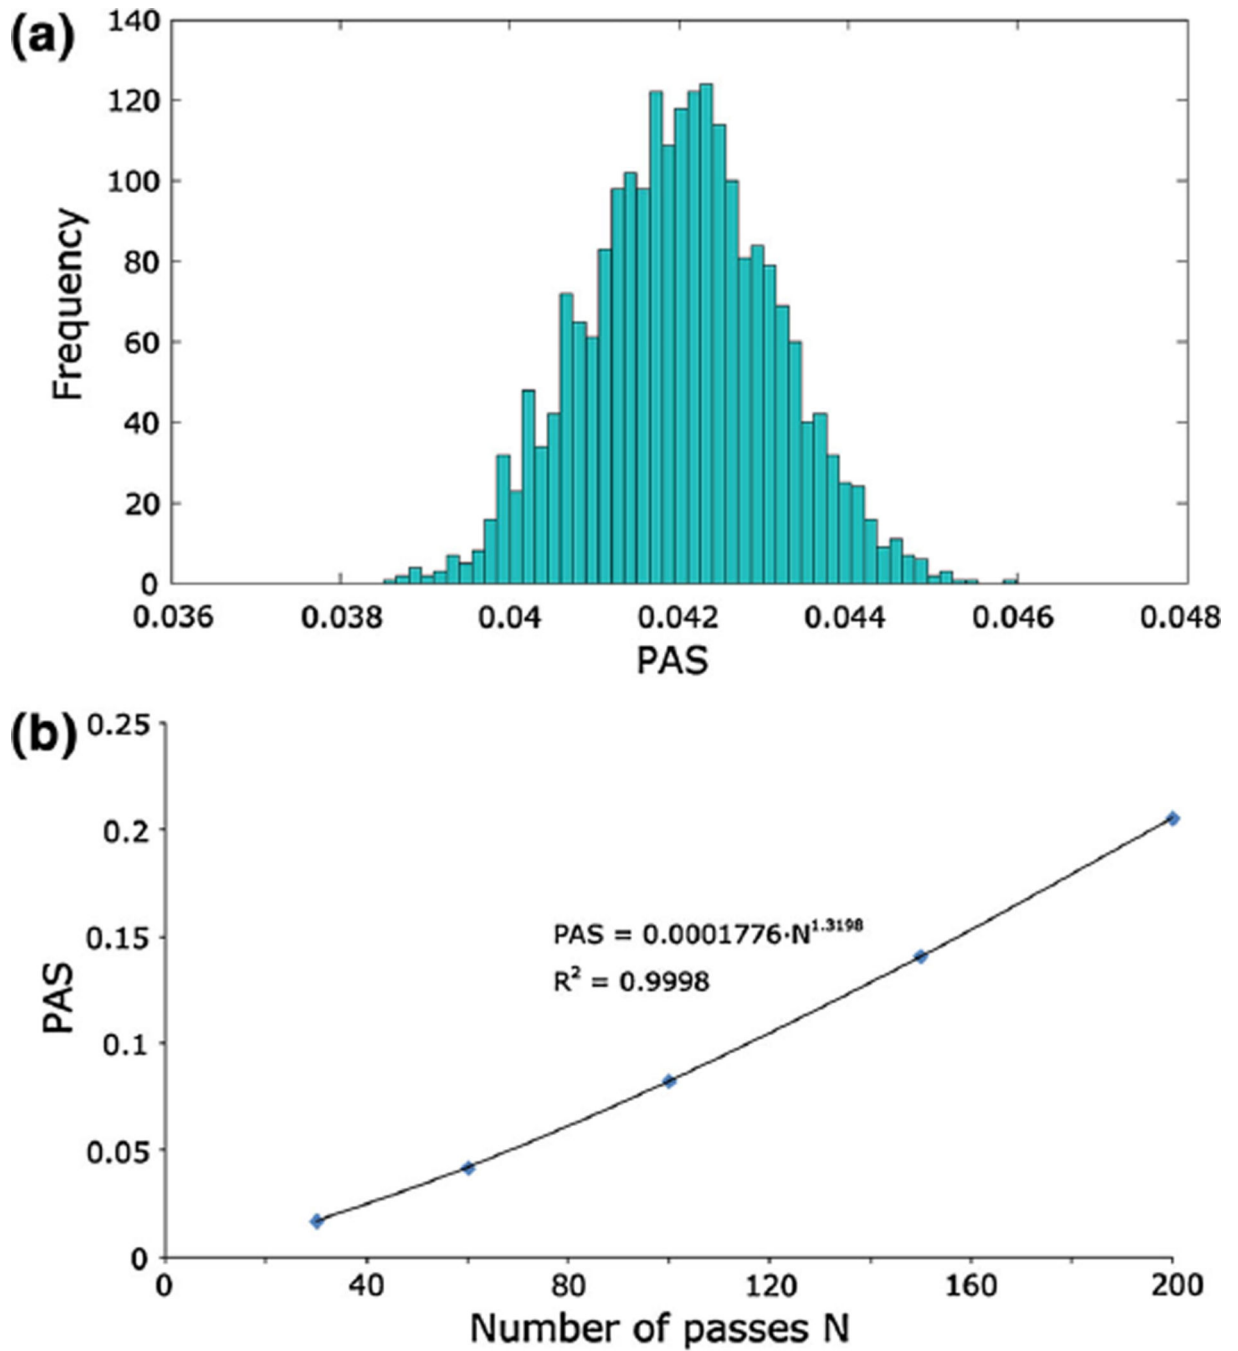 (a)
140
120
100
80
60
40
20
0
Frequency
0.036 0.038 0.04 0.042 0.044 0.046 0.048
PAS
(b)
0.25
0.2
0.15
0.1
0.05
0
PAS
PAS = 0.0001776·N^1.3198
R² = 0.9998
0 40 80 120 160 200
Number of passes N